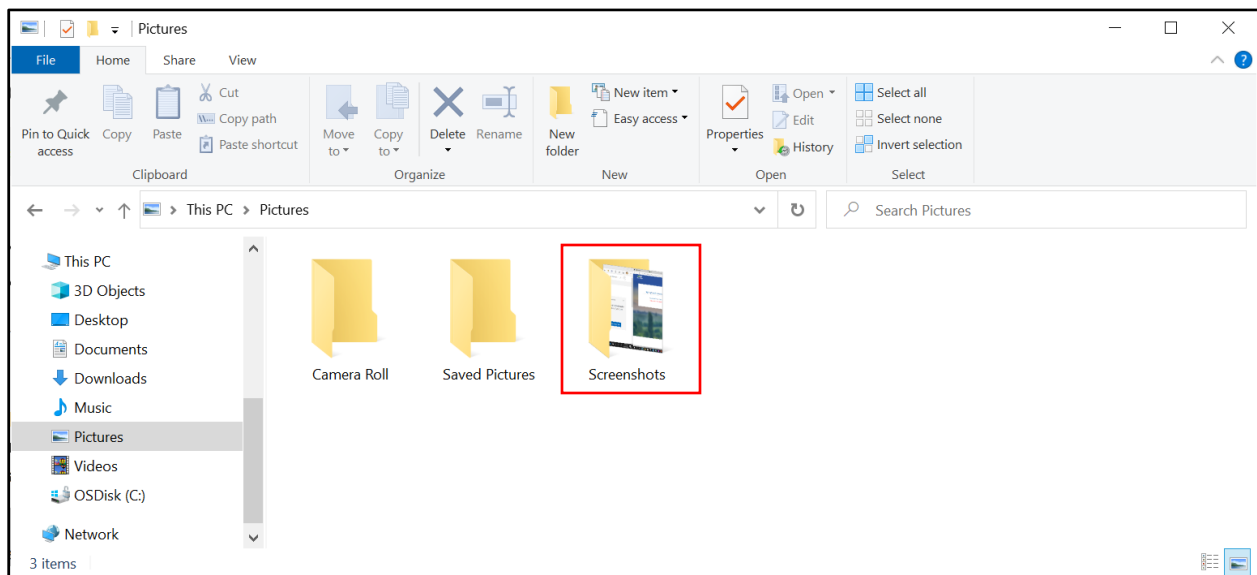 Pictures
File Home Share View
Pin to Quick access
Copy
Paste
Cut
Copy path
Paste shortcut
Clipboard
Move to
Copy to
Delete
Rename
Organize
New folder
New item
Easy access
New
Properties
Open
Edit
History
Open
Select all
Select none
Invert selection
Select
This PC > Pictures
Search Pictures
This PC
3D Objects
Desktop
Documents
Downloads
Music
Pictures
Videos
OSDisk (C:)
Network
Camera Roll
Saved Pictures
Screenshots
3 items